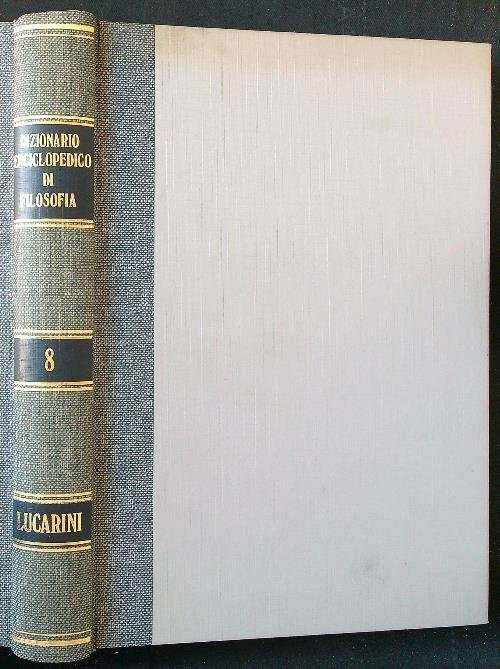 DIZIONARIO
ENCICLOPEDICO
DI
FILOSOFIA
8
LUCARINI